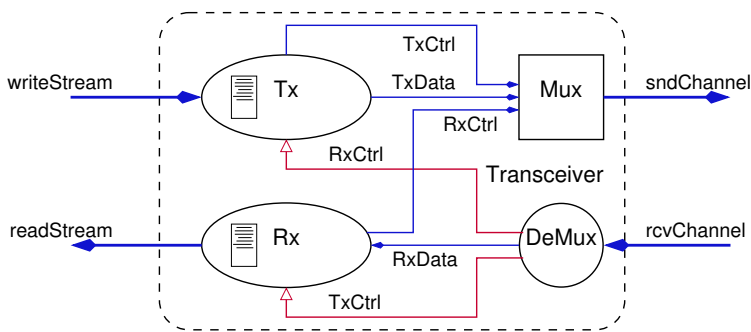 TxCtrl
writeStream
Tx
TxData
Mux
sndChannel
RxCtrl
RxCtrl
Transceiver
readStream
Rx
DeMux
rcvChannel
RxData
TxCtrl